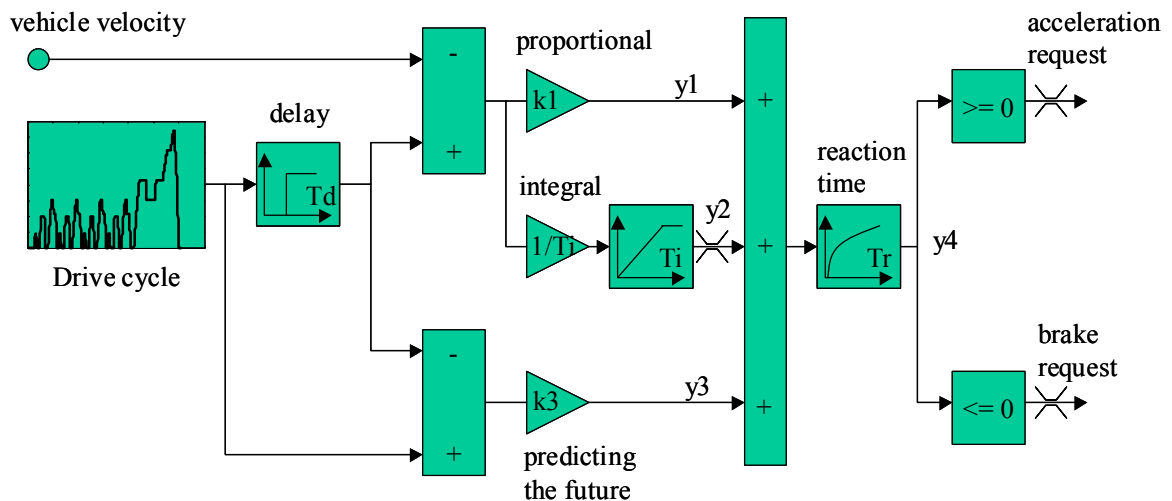 vehicle velocity
acceleration
request
-
proportional
k1
y1
+
>= 0
delay
+
reaction
time
Td
integral
y2
1/Ti
Ti
+
Tr
y4
Drive cycle
brake
request
-
k3
y3
+
<= 0
+
predicting
the future